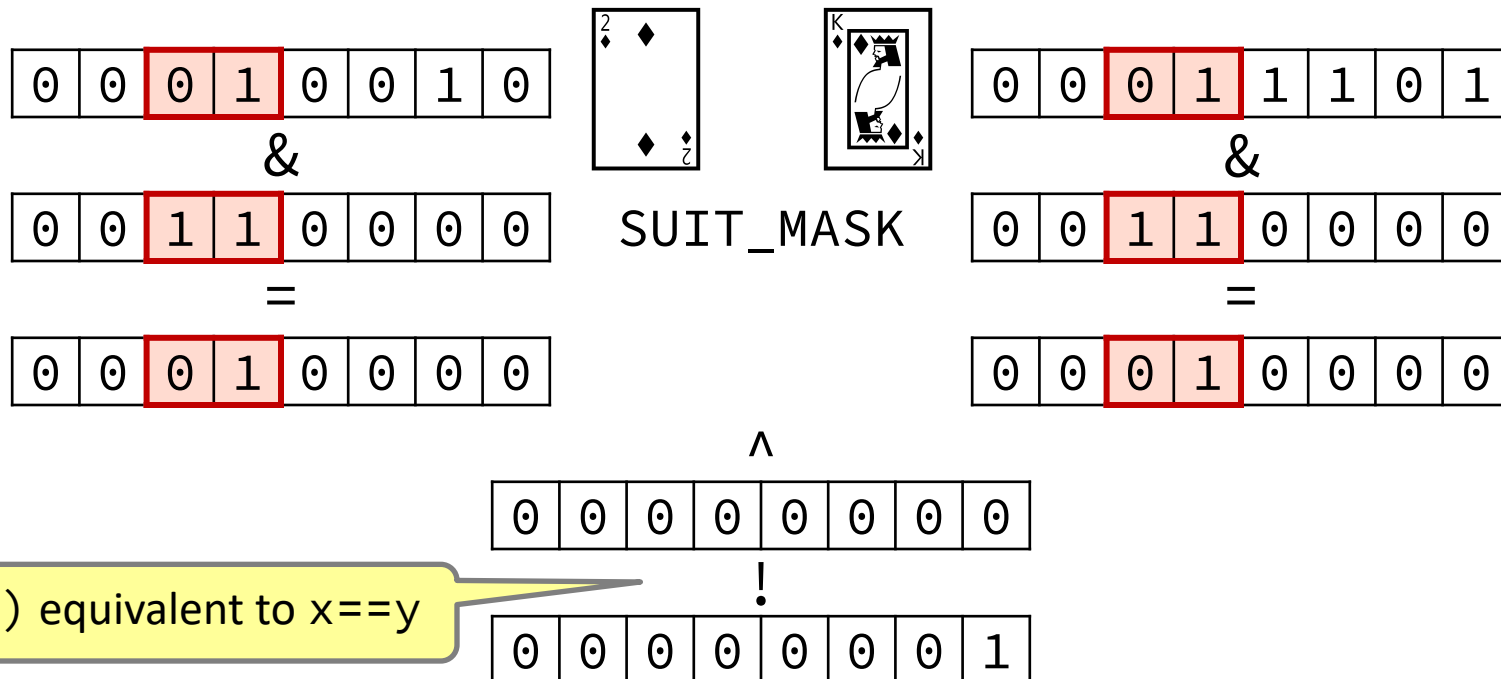 2
K
0 0 0 1 0 0 1 0
0 0 0 1 1 1 0 1
&
&
2
K
0 0 1 1 0 0 0 0
SUIT_MASK
0 0 1 1 0 0 0 0
=
=
0 0 0 1 0 0 0 0
0 0 0 1 0 0 0 0
^
0 0 0 0 0 0 0 0
!
) equivalent to x==y
0 0 0 0 0 0 0 1